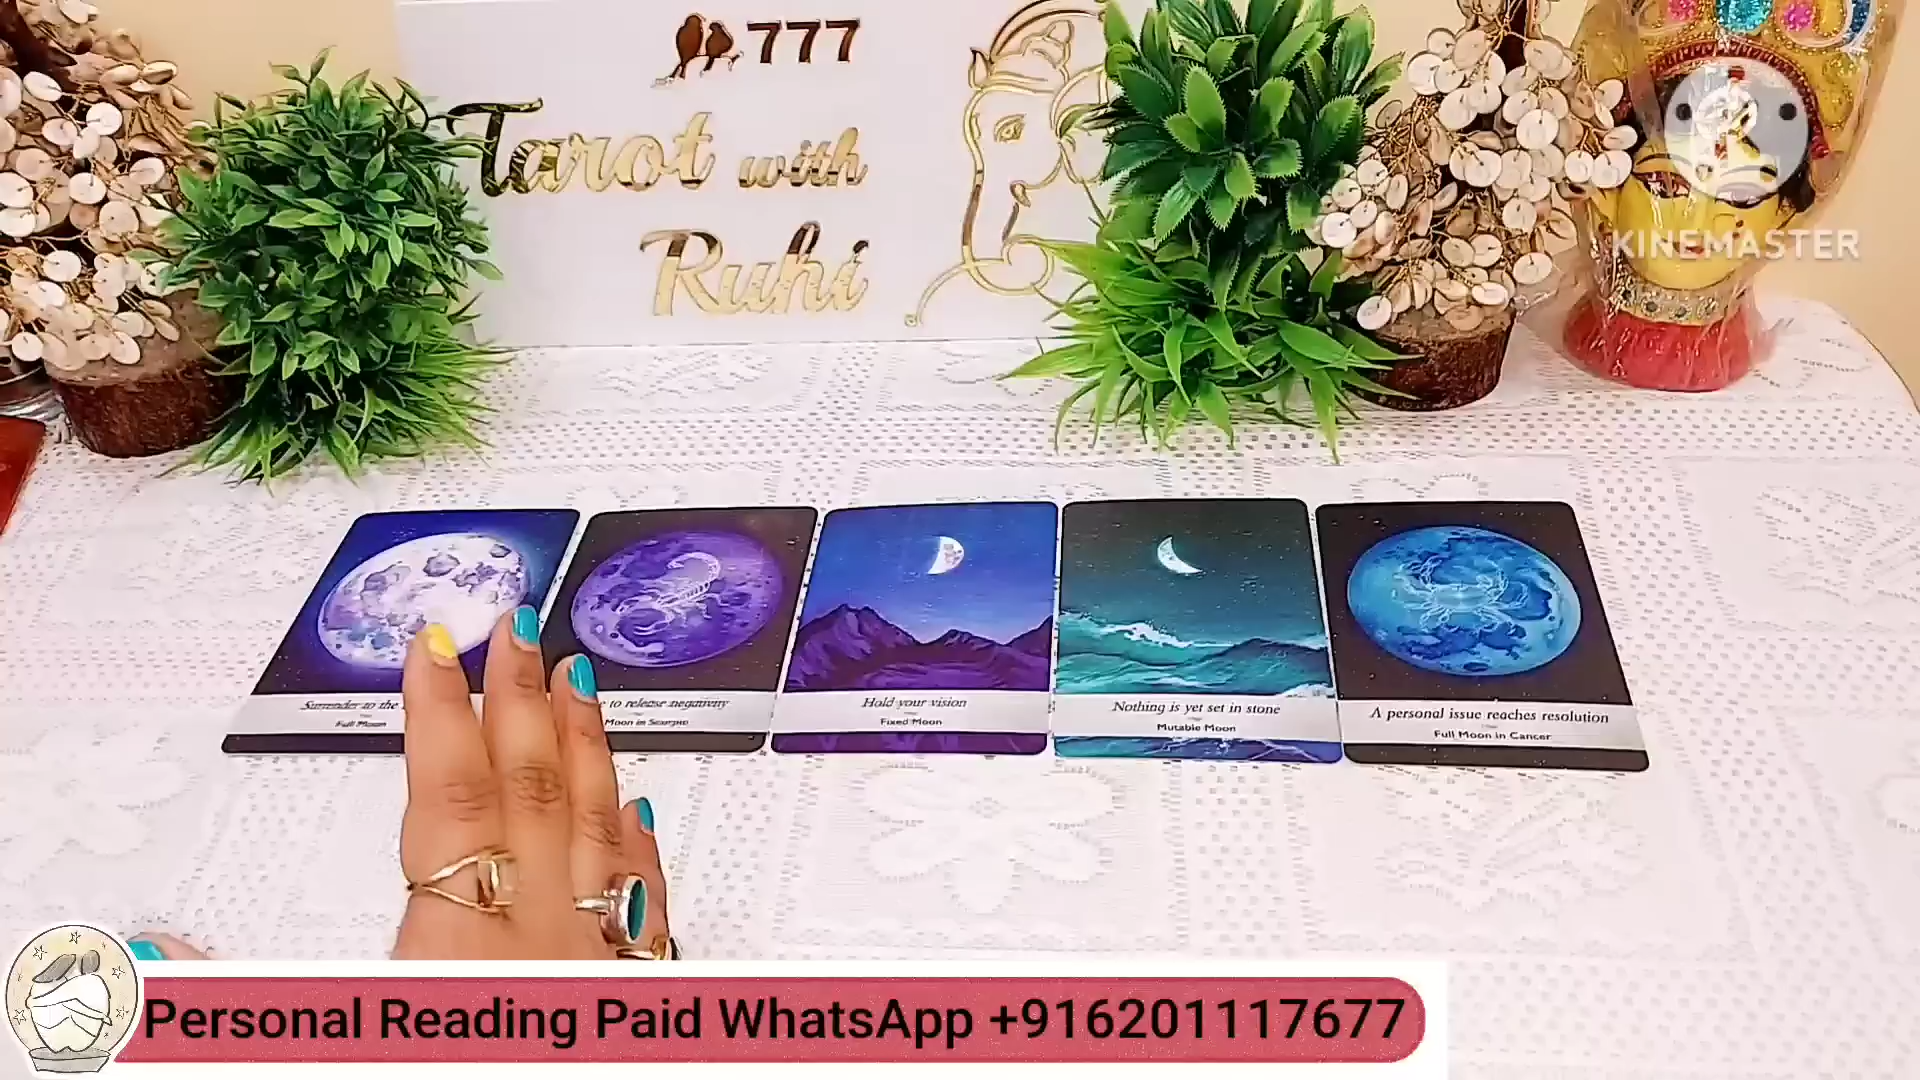 777
Tarot with
Ruhi
KINEMASTER
Surrender to the
Full Moon
e to release negativity
Moon in Scorpio
Hold your vision
Fixed Moon
Nothing is yet set in stone
Mutable Moon
A personal issue reaches resolution
Full Moon in Cancer
Personal Reading Paid WhatsApp +916201117677